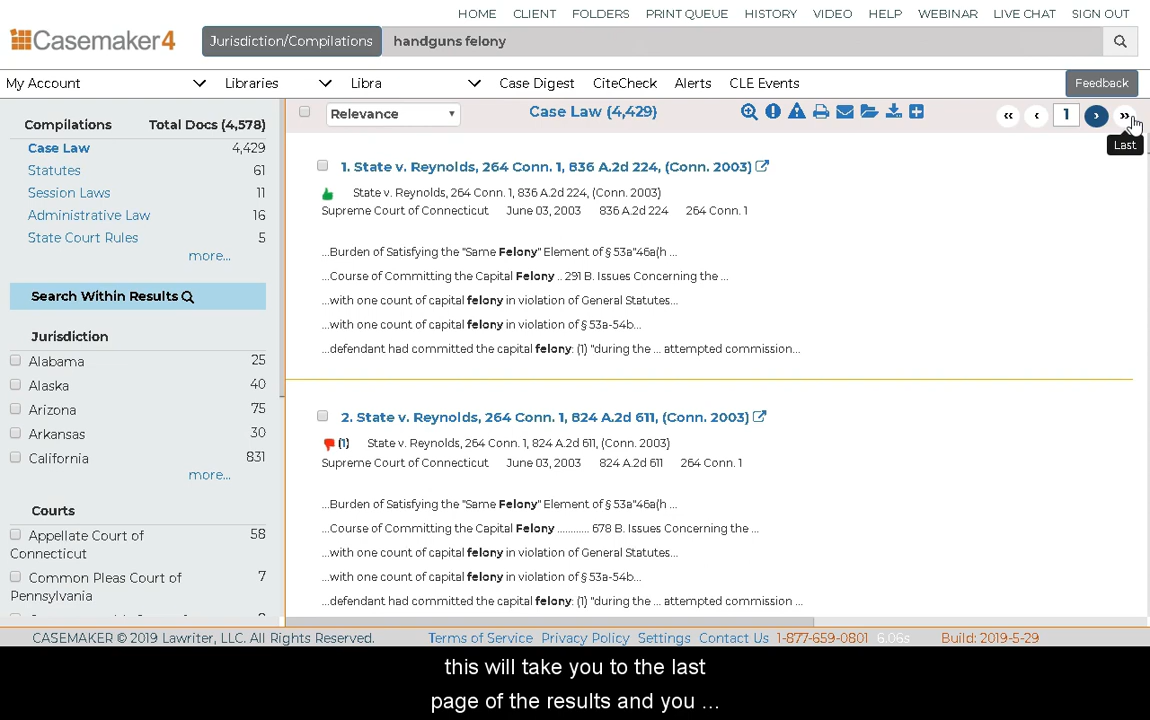 HOME CLIENT FOLDERS PRINT QUEUE HISTORY VIDEO HELP WEBINAR LIVE CHAT SIGN OUT
Casemaker4 Jurisdiction/Compilations handguns felony
My Account Libraries Libra Case Digest CiteCheck Alerts CLE Events Feedback
Compilations Total Docs (4,578)
Case Law 4,429
Statutes 61
Session Laws 11
Administrative Law 16
State Court Rules 5
more...
Search Within Results
Jurisdiction
Alabama 25
Alaska 40
Arizona 75
Arkansas 30
California 831
more...
Courts
Appellate Court of 58
Connecticut
Common Pleas Court of 7
Pennsylvania
Relevance Case Law (4,429) « ‹ 1 › »
Last
1. State v. Reynolds, 264 Conn. 1, 836 A.2d 224, (Conn. 2003)
State v. Reynolds, 264 Conn. 1, 836 A.2d 224, (Conn. 2003)
Supreme Court of Connecticut June 03, 2003 836 A.2d 224 264 Conn. 1
...Burden of Satisfying the "Same Felony" Element of § 53a"46a(h ...
...Course of Committing the Capital Felony .. 291 B. Issues Concerning the ...
...with one count of capital felony in violation of General Statutes...
...with one count of capital felony in violation of § 53a-54b...
...defendant had committed the capital felony: (1) "during the ... attempted commission...
2. State v. Reynolds, 264 Conn. 1, 824 A.2d 611, (Conn. 2003)
(1) State v. Reynolds, 264 Conn. 1, 824 A.2d 611, (Conn. 2003)
Supreme Court of Connecticut June 03, 2003 824 A.2d 611 264 Conn. 1
...Burden of Satisfying the "Same Felony" Element of § 53a"46a(h ...
...Course of Committing the Capital Felony ............ 678 B. Issues Concerning the ...
...with one count of capital felony in violation of General Statutes...
...with one count of capital felony in violation of § 53a-54b...
...defendant had committed the capital felony: (1) "during the ... attempted commission ...
CASEMAKER © 2019 Lawriter, LLC. All Rights Reserved. Terms of Service Privacy Policy Settings Contact Us 1-877-659-0801 6.06s Build: 2019-5-29
this will take you to the last
page of the results and you ...